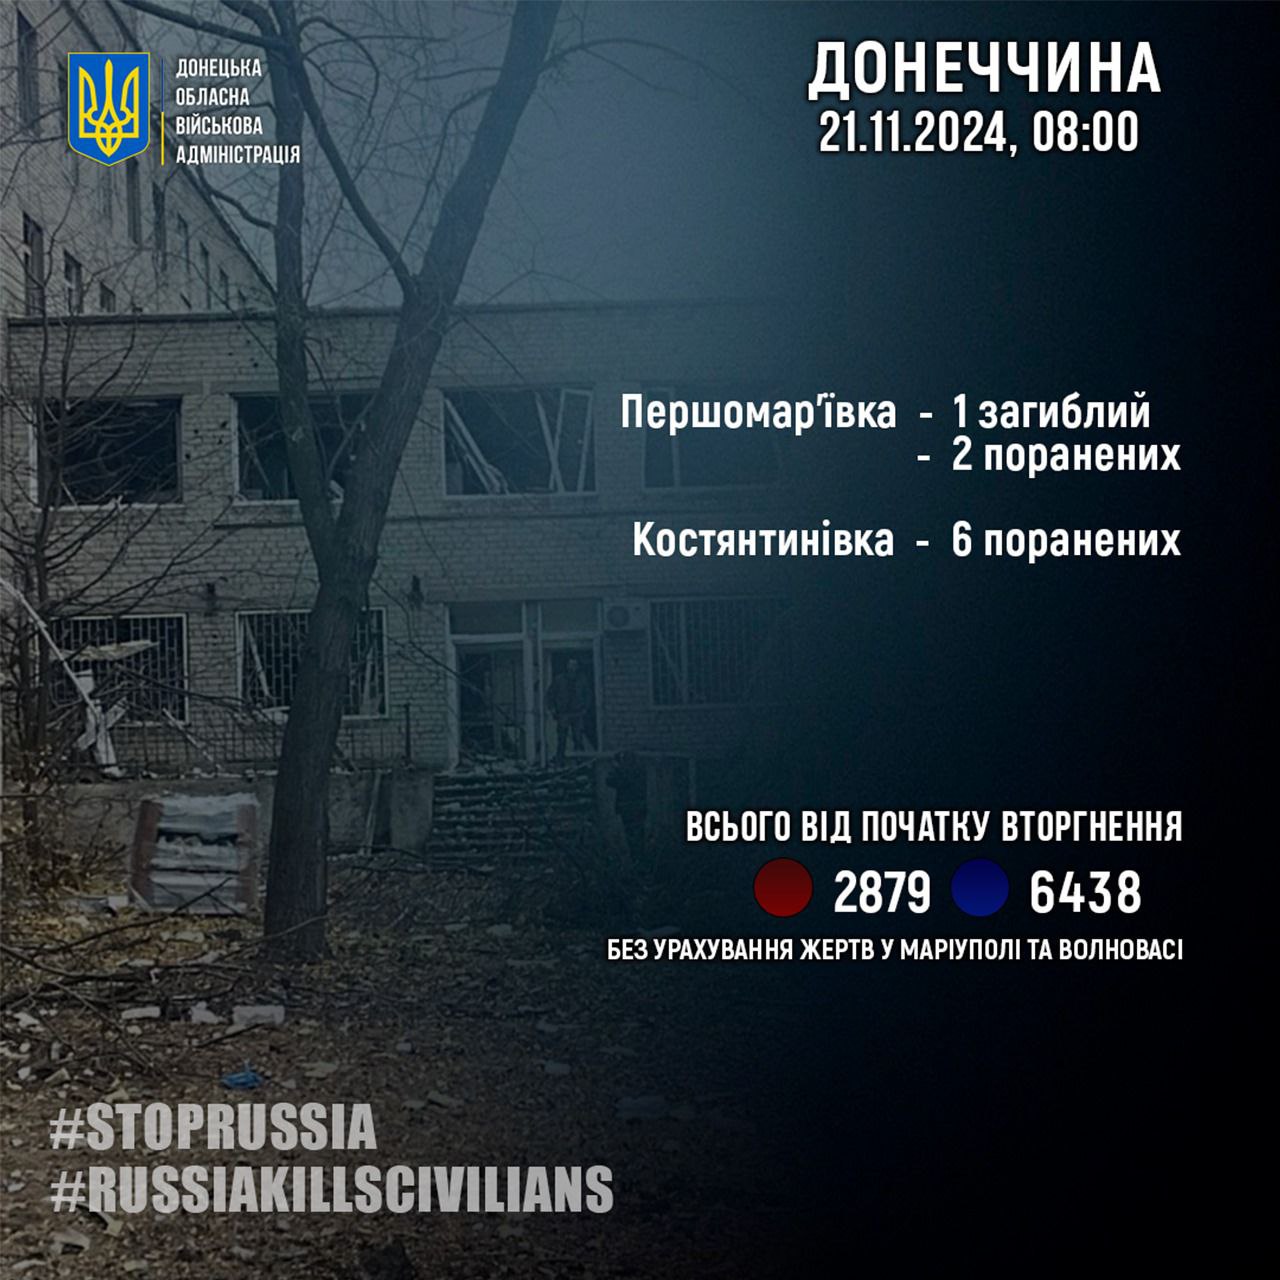 ДОНЕЦЬКА
ОБЛАСНА
ВІЙСЬКОВА
АДМІНІСТРАЦІЯ
ДОНЕЧЧИНА
21.11.2024, 08:00
Першомар'ївка - 1 загиблий
- 2 поранених
Костянтинівка - 6 поранених
ВСЬОГО ВІД ПОЧАТКУ ВТОРГНЕННЯ
2879 6438
БЕЗ УРАХУВАННЯ ЖЕРТВ У МАРІУПОЛІ ТА ВОЛНОВАСІ
#STOPRUSSIA
#RUSSIAKILLSCIVILIANS